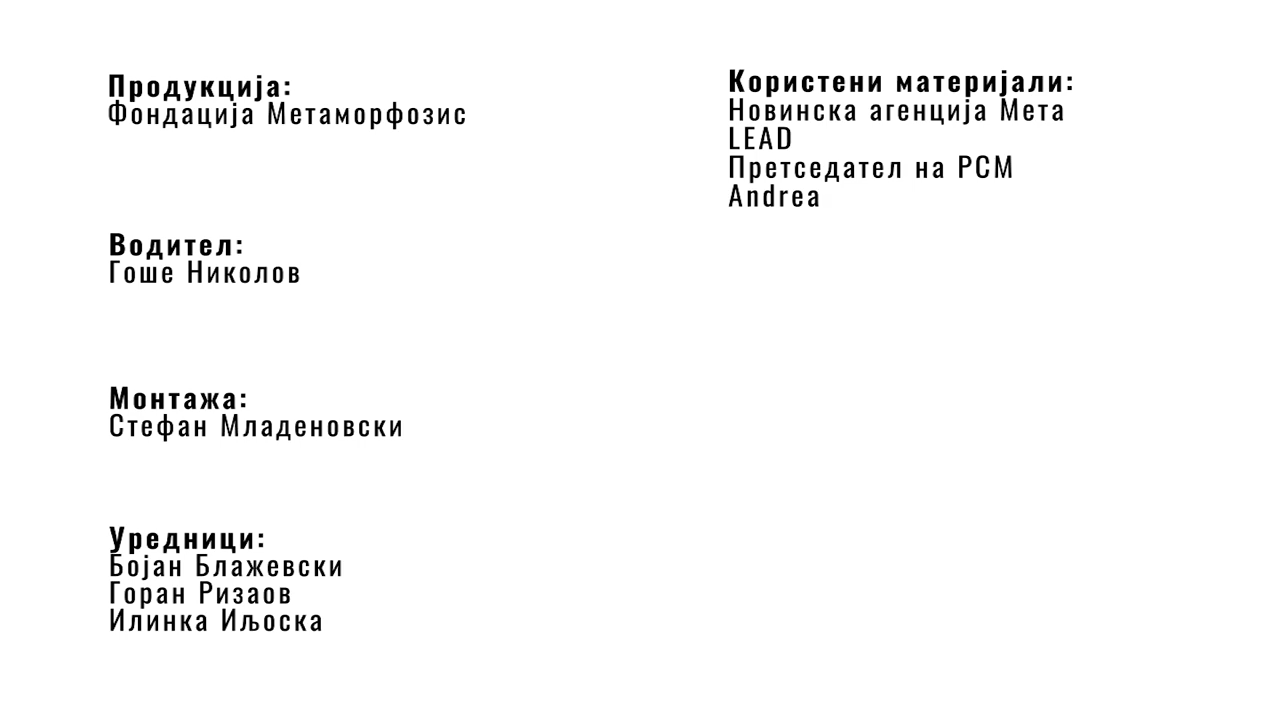 Продукција:
Фондација Метаморфозис
Водител:
Гоше Николов
Монтажа:
Стефан Младеновски
Уредници:
Бојан Блажевски
Горан Ризаов
Илинка Иљоска
Користени материјали:
Новинска агенција Мета
LEAD
Претседател на РСМ
Andrea